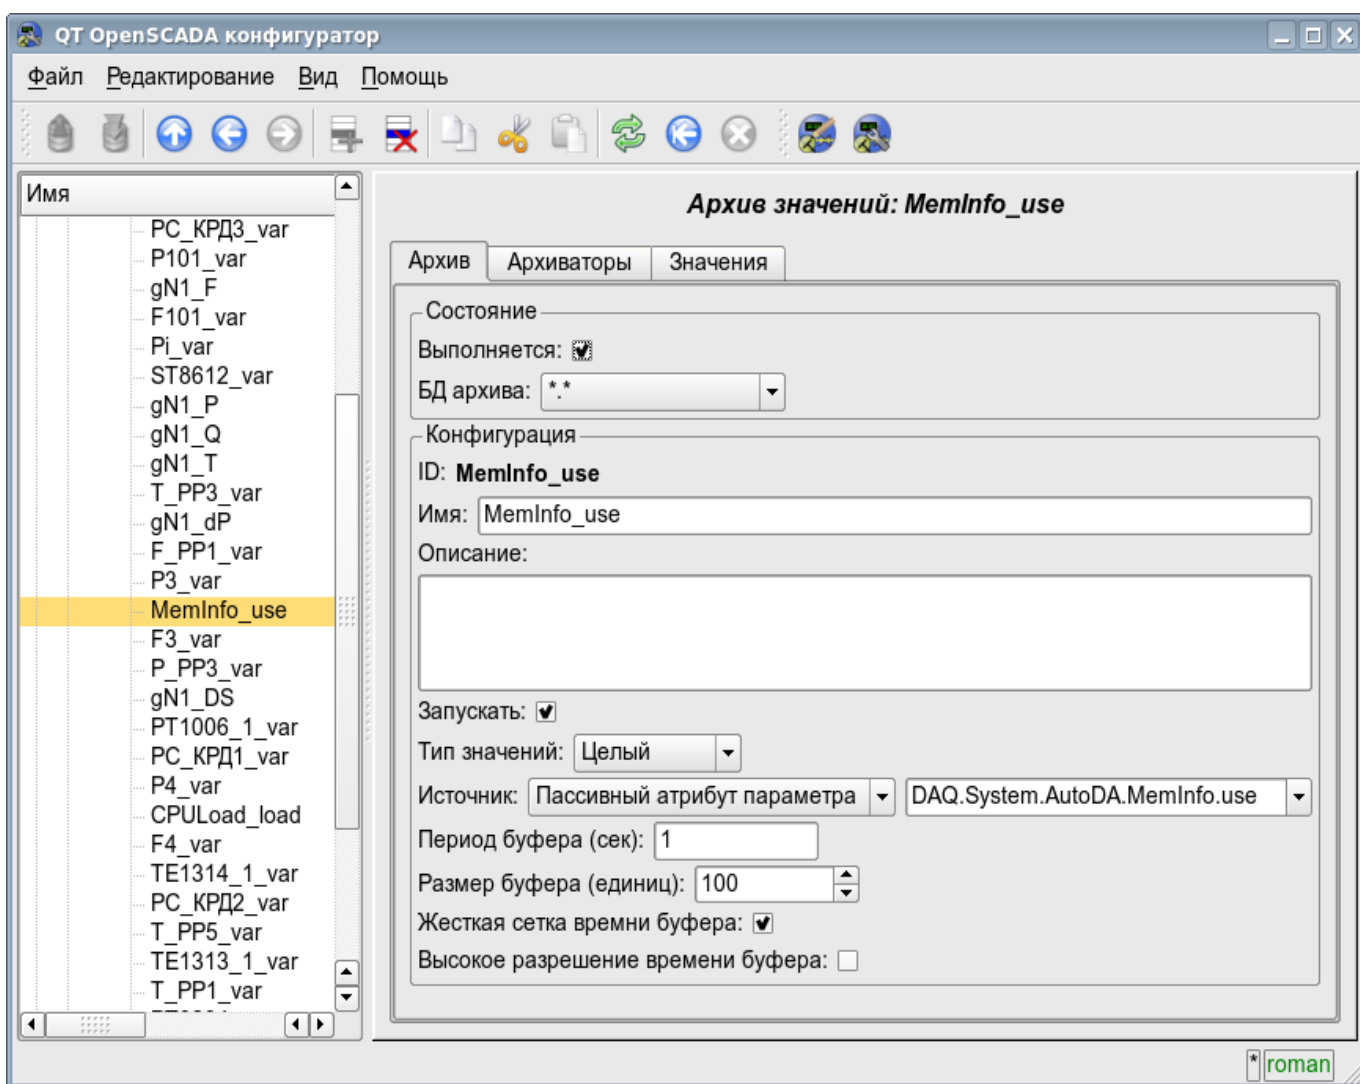 QT OpenSCADA конфигуратор
Файл Редактирование Вид Помощь
Имя
РС_КРД3_var
P101_var
gN1_F
F101_var
Pi_var
ST8612_var
gN1_P
gN1_Q
gN1_T
T_PP3_var
gN1_dP
F_PP1_var
P3_var
MemInfo_use
F3_var
P_PP3_var
gN1_DS
PT1006_1_var
РС_КРД1_var
P4_var
CPULoad_load
F4_var
TE1314_1_var
РС_КРД2_var
T_PP5_var
TE1313_1_var
T_PP1_var
Архив значений: MemInfo_use
Архив Архиваторы Значения
Состояние
Выполняется:
БД архива: *.*
Конфигурация
ID: MemInfo_use
Имя: MemInfo_use
Описание:
Запускать:
Тип значений: Целый
Источник: Пассивный атрибут параметра DAQ.System.AutoDA.MemInfo.use
Период буфера (сек): 1
Размер буфера (единиц): 100
Жесткая сетка времни буфера:
Высокое разрешение времени буфера:
* roman